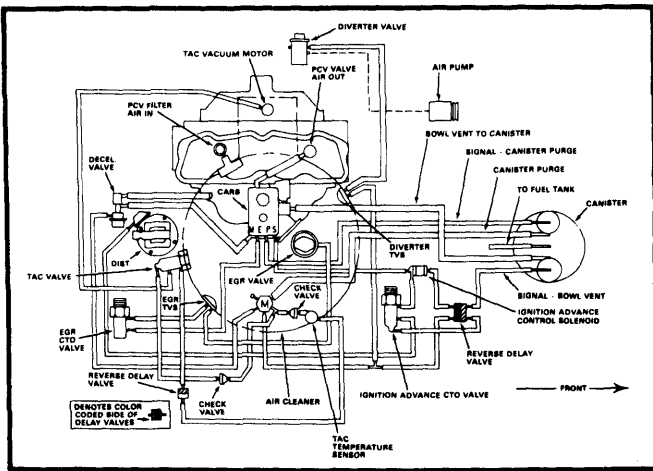 DIVERTER VALVE
TAC VACUUM MOTOR
PCV VALVE
AIR OUT
AIR PUMP
PCV FILTER
AIR IN
BOWL VENT TO CANISTER
SIGNAL - CANISTER PURGE
DECEL
VALVE
CANISTER PURGE
CARB
TO FUEL TANK
CANISTER
M E P S
DIST
DIVERTER
TVS
TAC VALVE
EGR VALVE
EGR
TVS
CHECK
VALVE
SIGNAL - BOWL VENT
M
IGNITION ADVANCE
CONTROL SOLENOID
EGR
CTO
VALVE
REVERSE DELAY
VALVE
REVERSE DELAY
VALVE
CHECK
VALVE
AIR CLEANER
IGNITION ADVANCE CTO VALVE
FRONT
DENOTES COLOR
CODED SIDE OF
DELAY VALVES
TAC
TEMPERATURE
SENSOR